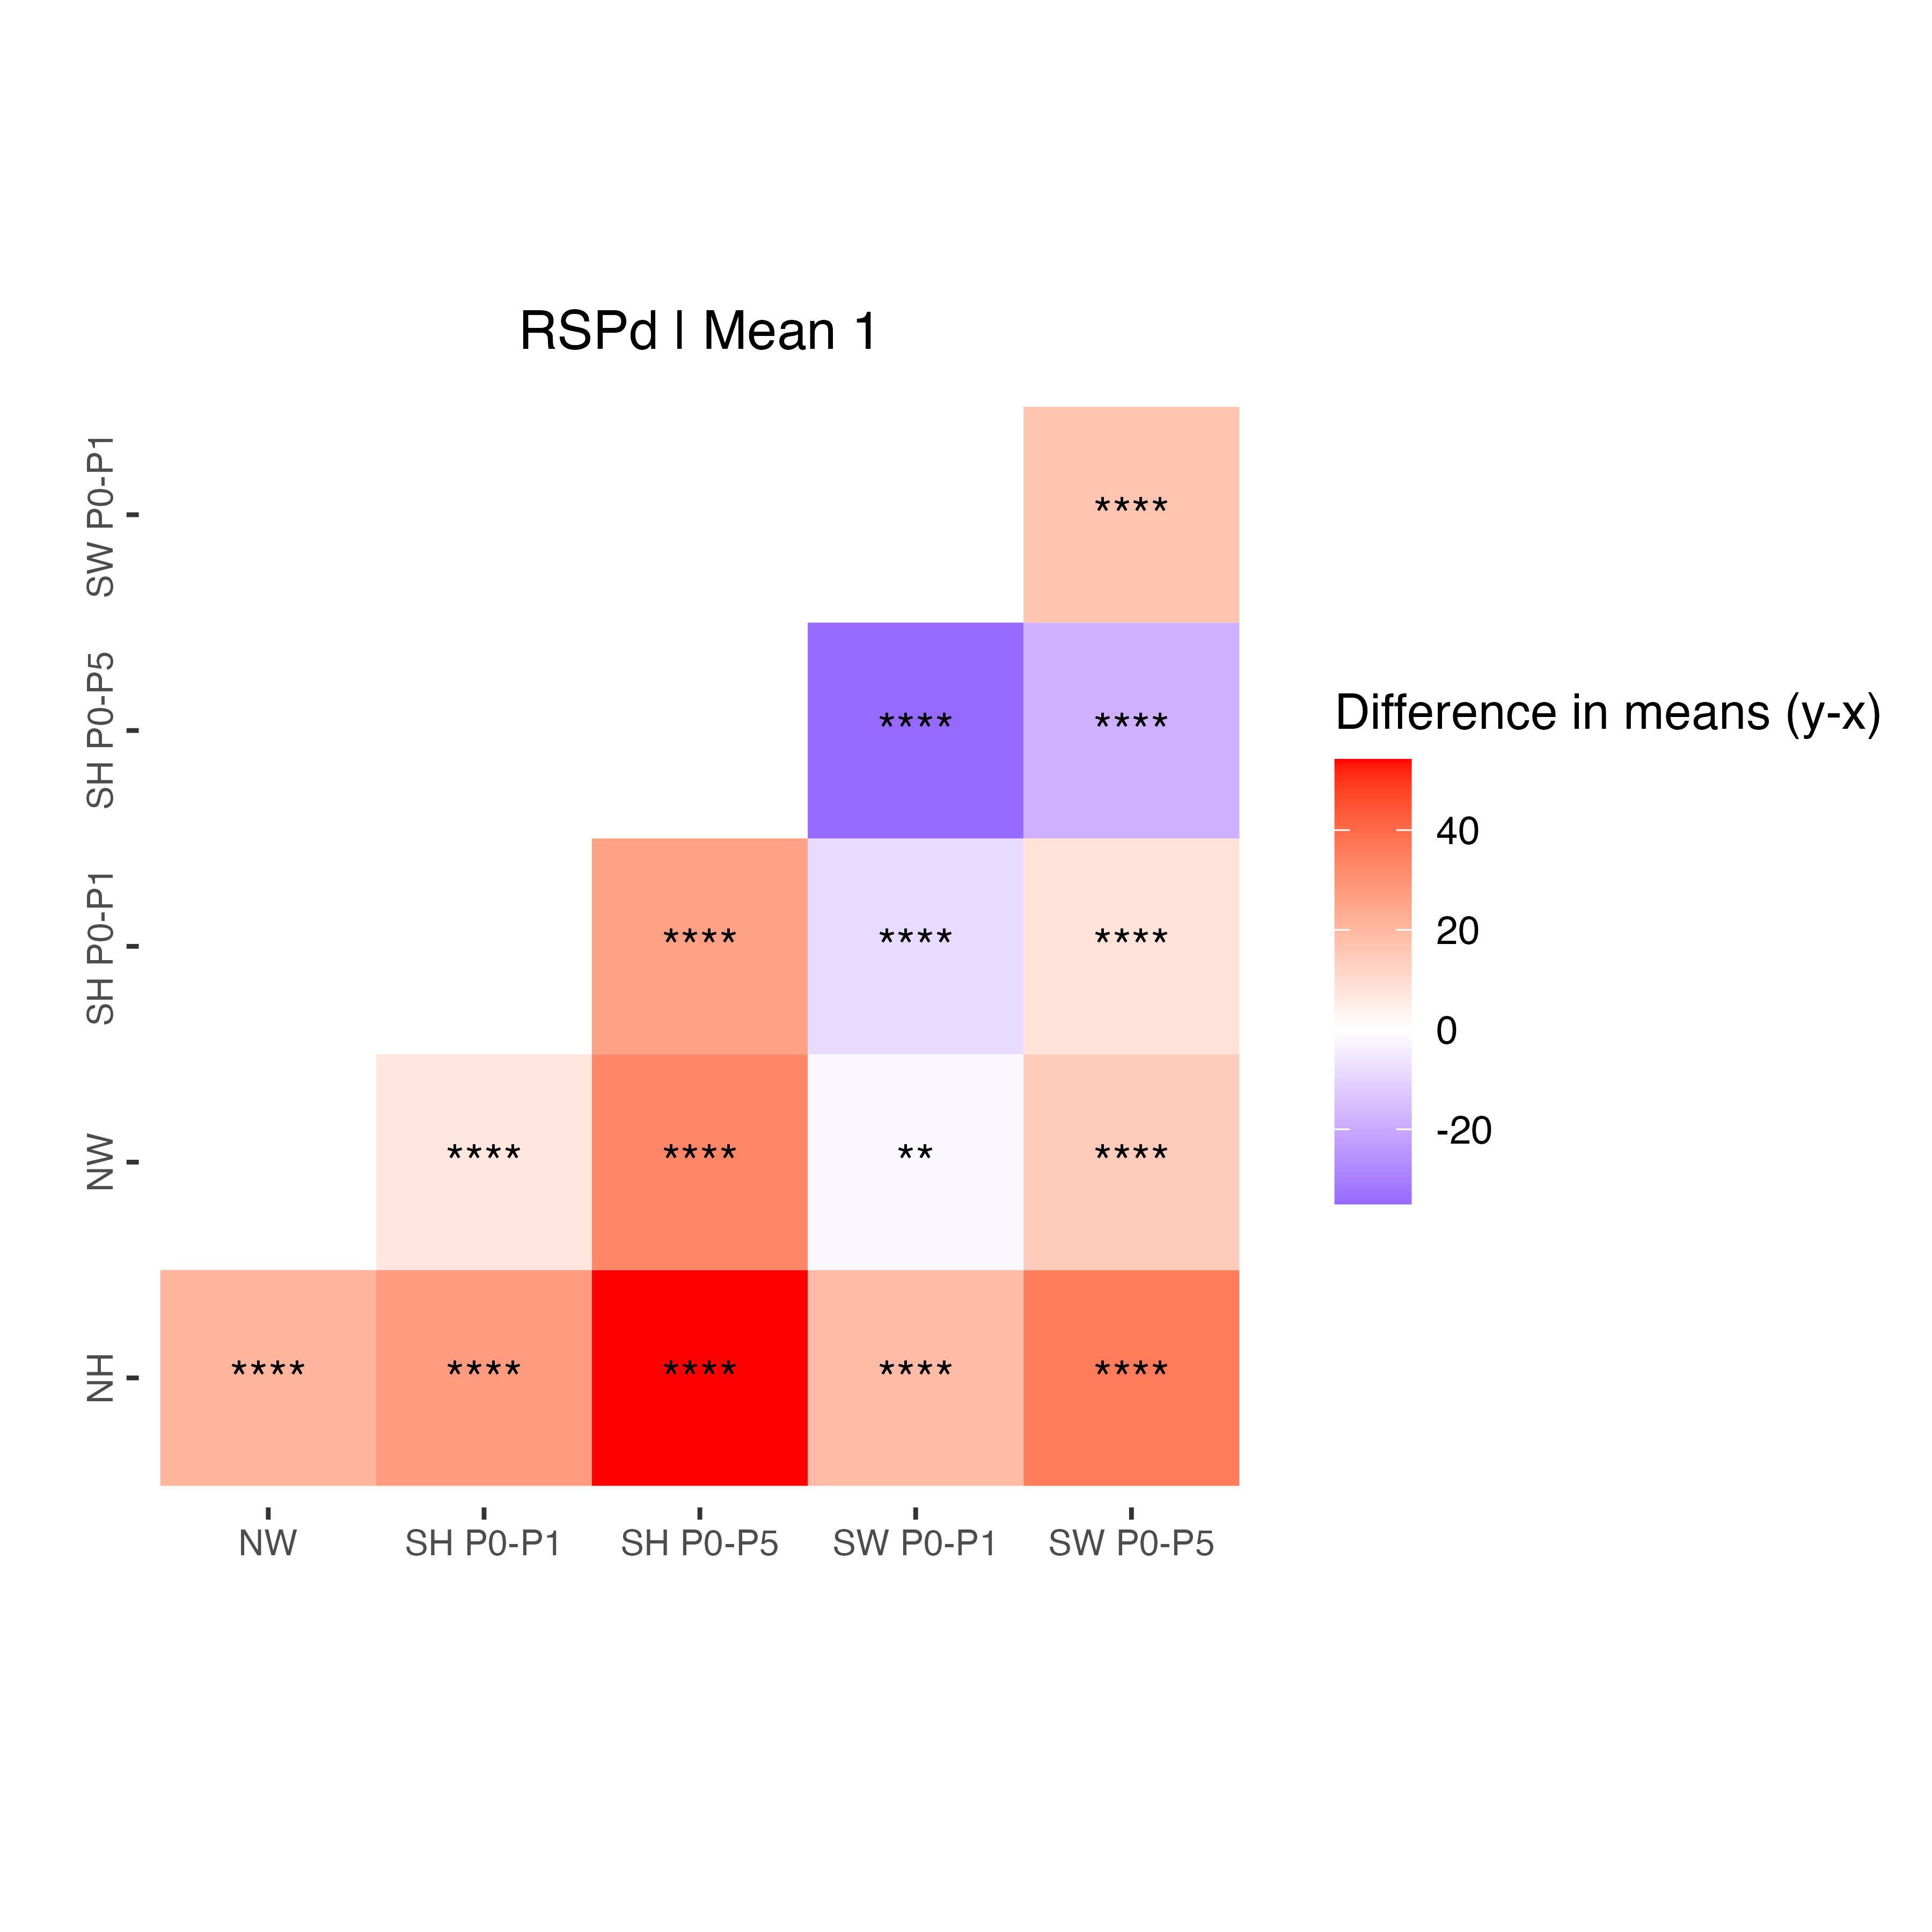 RSPd | Mean 1
SW P0-P1
****
SH P0-P5
**** ****
SH P0-P1
**** **** ****
NW
**** **** ** ****
NH
**** **** **** **** ****
NW SH P0-P1 SH P0-P5 SW P0-P1 SW P0-P5
Difference in means (y-x)
40
20
0
-20